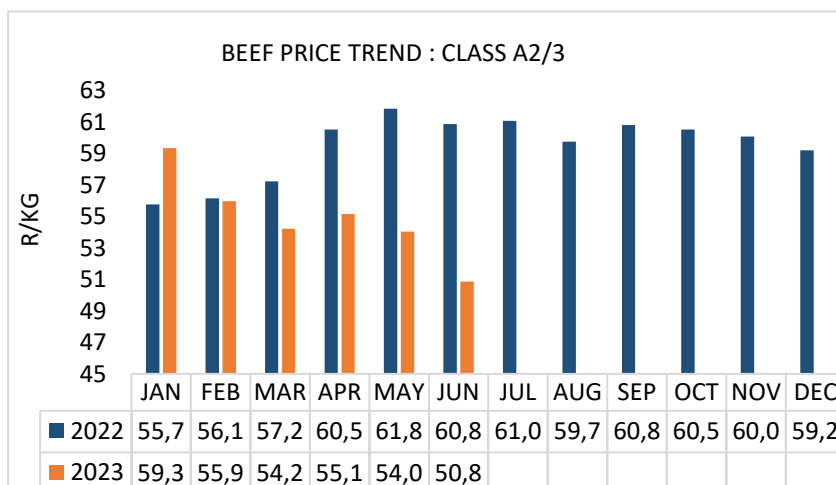 BEEF PRICE TREND : CLASS A2/3
63
61
59
57
55
53
51
49
47
45
R/KG
JAN FEB MAR APR MAY JUN JUL AUG SEP OCT NOV DEC
2022 55,7 56,1 57,2 60,5 61,8 60,8 61,0 59,7 60,8 60,5 60,0 59,2
2023 59,3 55,9 54,2 55,1 54,0 50,8